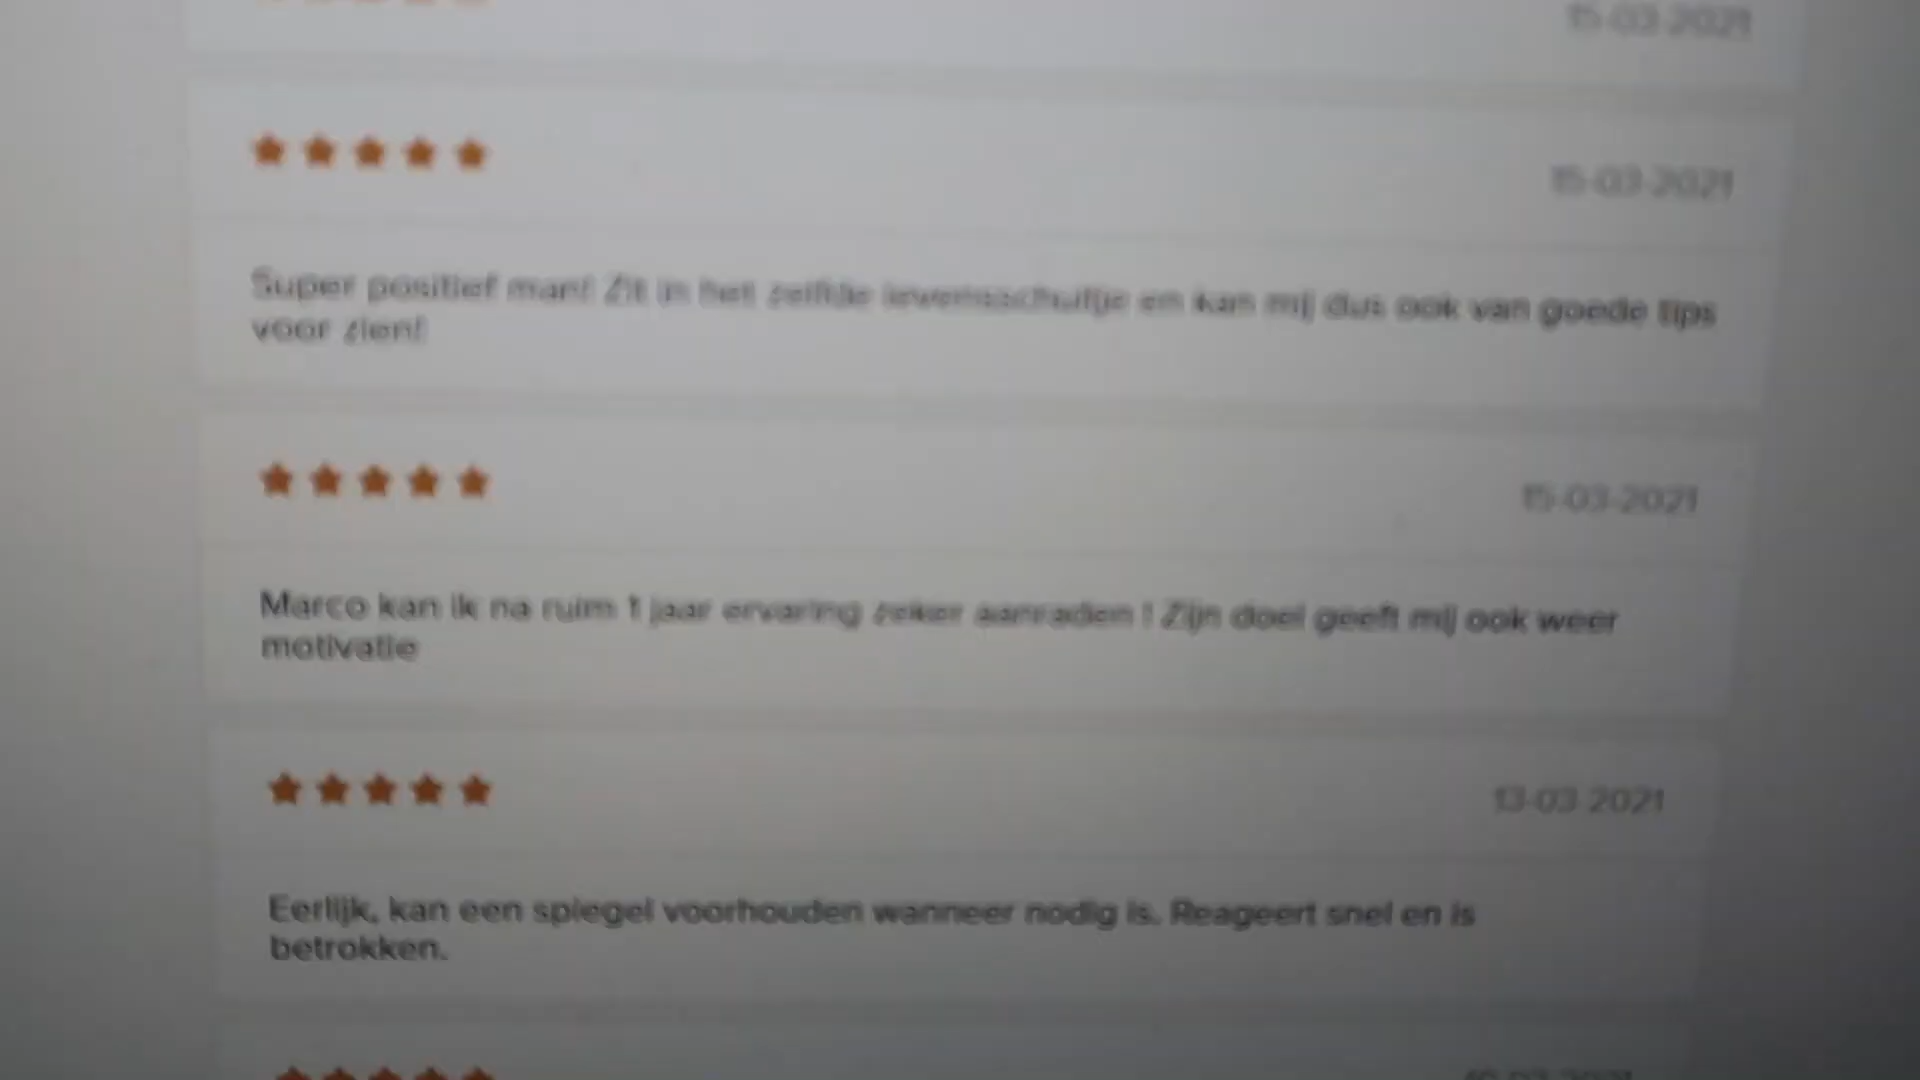 15-03-2021
15-03-2021
Super positief man! Zit in het zelfde levensschuitje en kan mij dus ook van goede tips
voor zien!
15-03-2021
Marco kan ik na ruim 1 jaar ervaring zeker aanraden ! Zijn doel geeft mij ook weer
motivatie
13-03-2021
Eerlijk, kan een spiegel voorhouden wanneer nodig is. Reageert snel en is
betrokken.